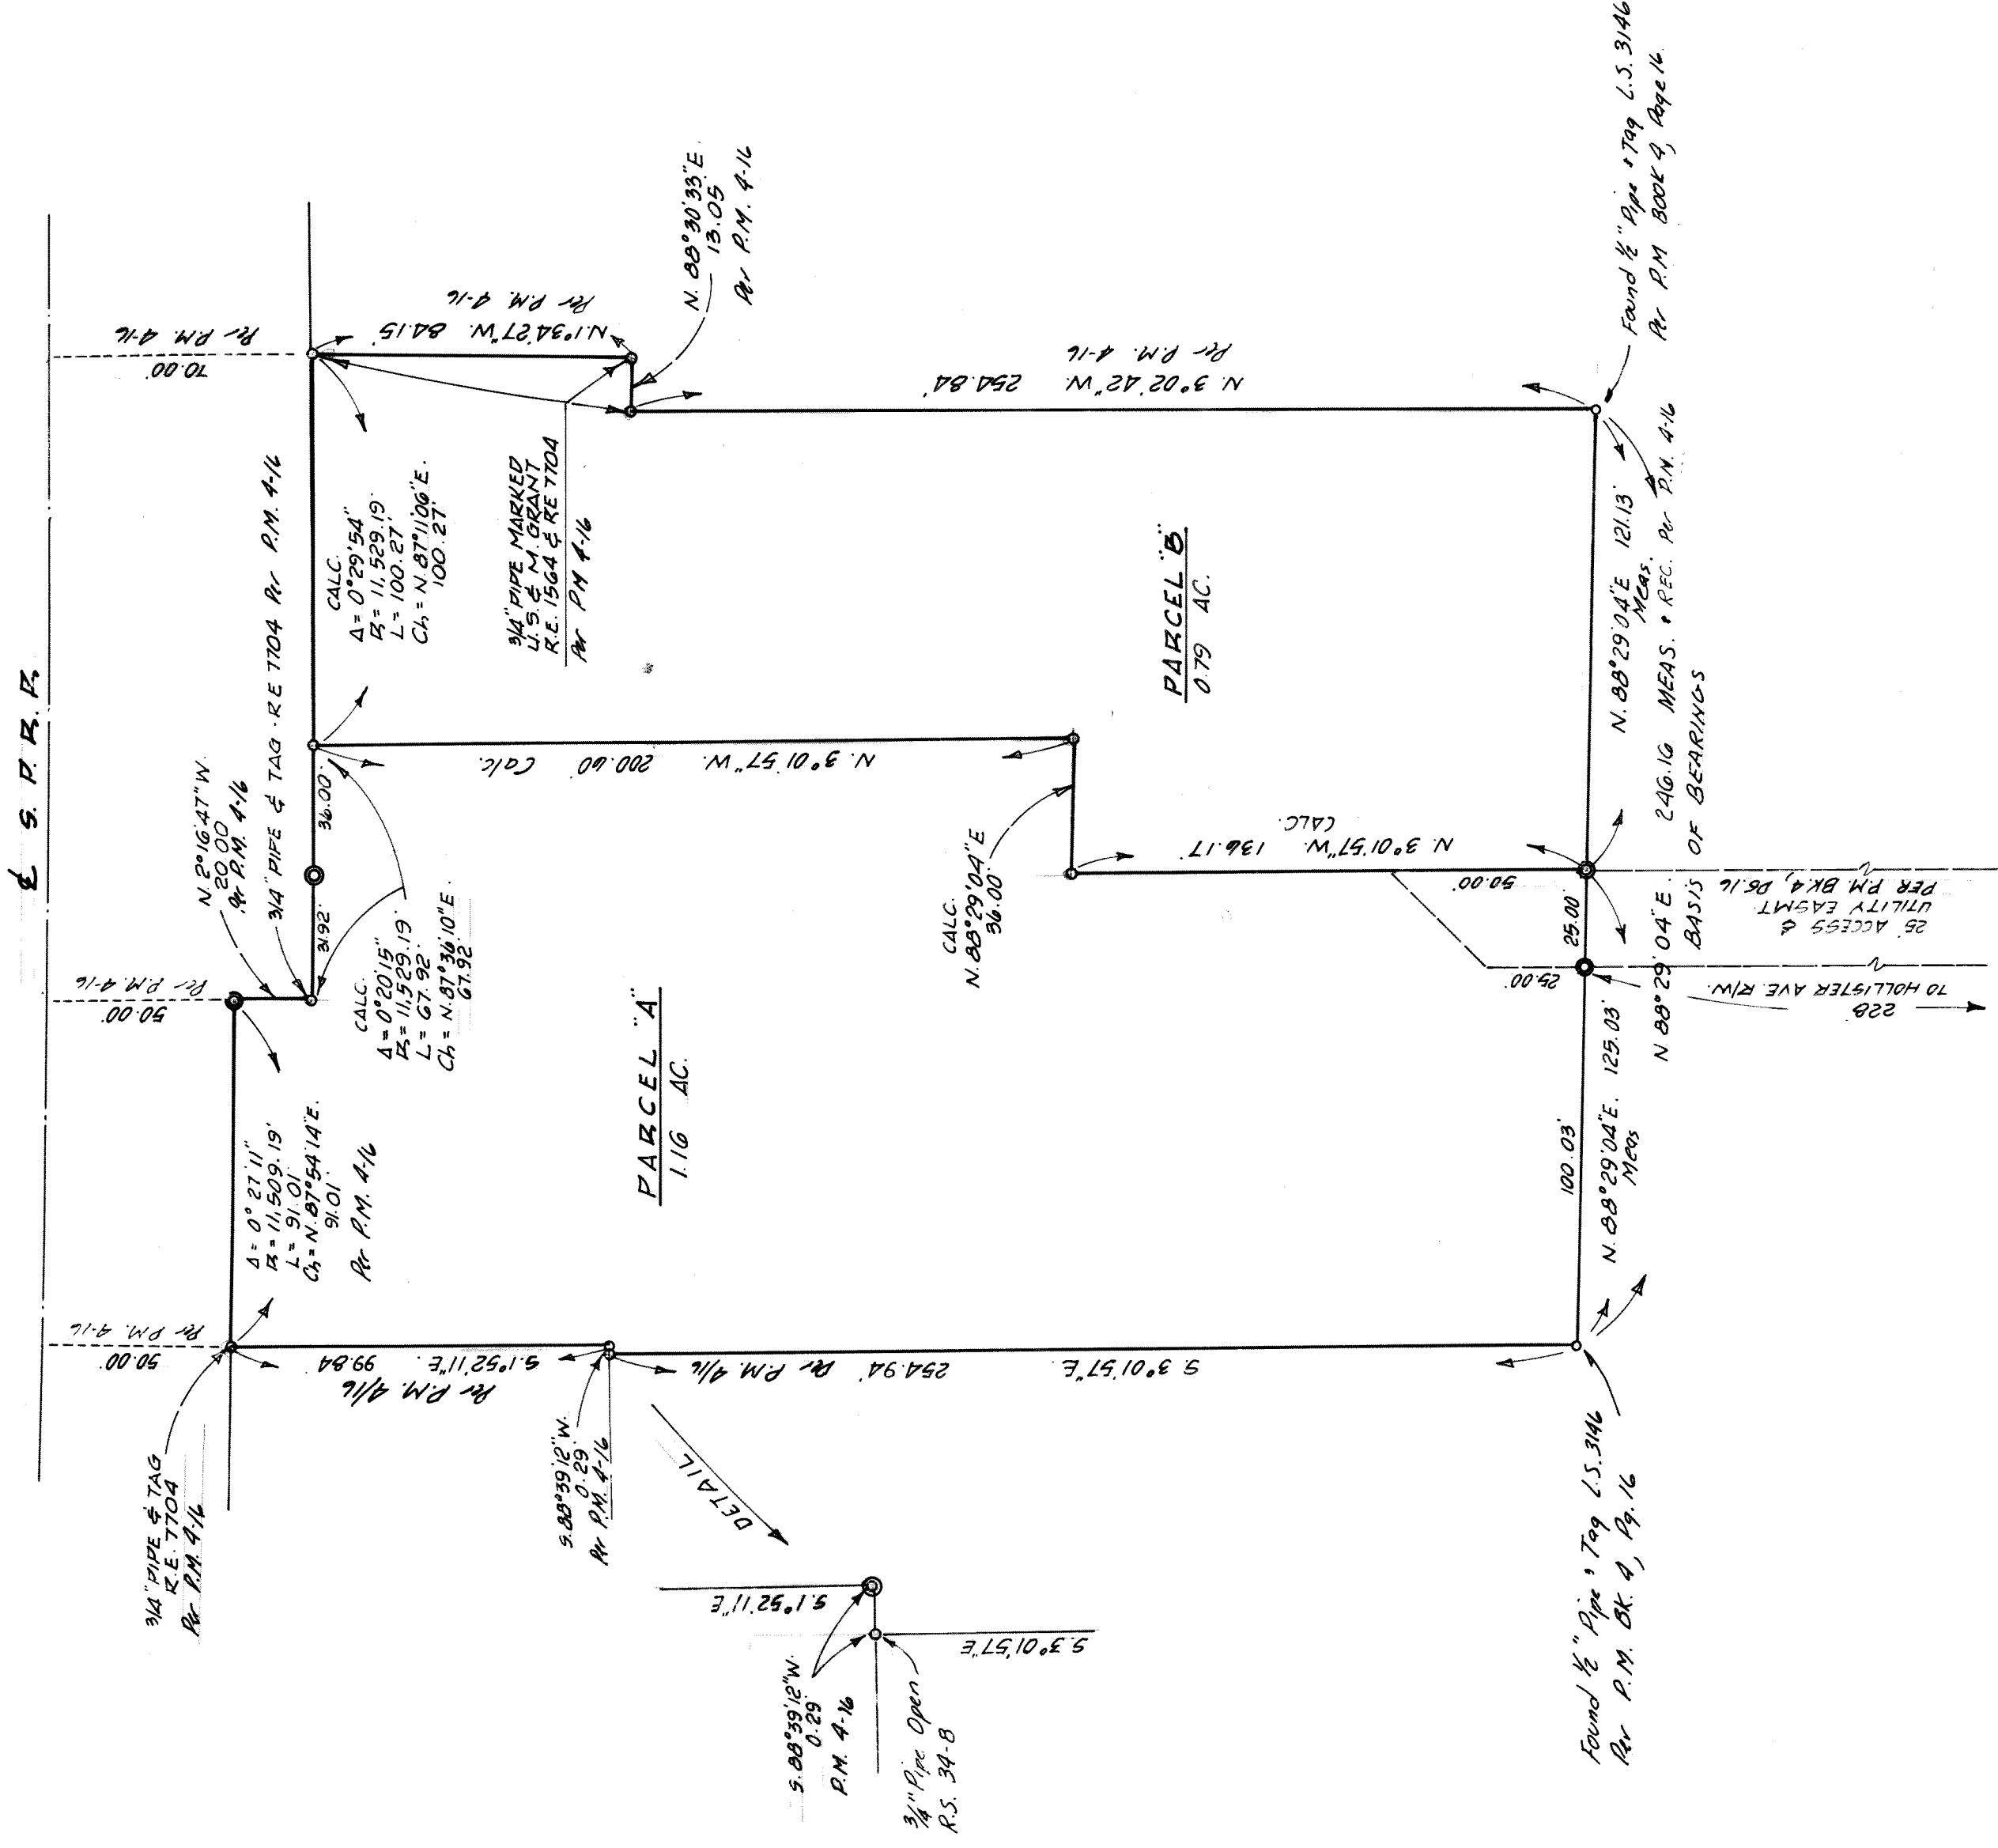 ℄ S. P. R. R.
Per P.M. 4-16
50.00'
Per P.M. 4-16
50.00'
Per P.M. 4-16
70.00'
3/4" PIPE & TAG
R.E. 7704
Per P.M. 4-16
N. 2°16'47" W.
20.00
Per P.M. 4-16
3/4" PIPE & TAG - RE 7704 Per P.M. 4-16
31.92'
36.00'
Δ = 0° 27' 11"
R = 11,509.19'
L = 91.01'
Ch = N. 87°54'14" E.
91.01'
Per P.M. 4-16
CALC.
Δ = 0°20'15"
R = 11,529.19'
L = 67.92'
Ch = N. 87°36'10" E.
67.92'
CALC.
Δ = 0°29'54"
R = 11,529.19'
L = 100.27'
Ch = N. 87°11'06" E.
100.27'
3/4" PIPE MARKED
U.S. & M. GRANT
R.E. 1564 & RE 7704
Per P.M 4-16
N. 1°34'27" W. 84.15'
Per P.M. 4-16
N. 88°30'33" E.
13.05
Per P.M. 4-16
N. 3°02'42" W. 254.84'
Per P.M. 4-16
S. 1°52'11" E. 99.84'
Per P.M. 4/16
S. 88°39'12" W.
0.29'
Per P.M. 4-16
S. 3°01'57" E. 254.94' Per P.M. 4/16
DETAIL
S. 1°52'11" E
S. 88°39'12" W.
0.29'
P.M. 4-16
3/4" Pipe Open
R.S. 34-8
S. 3°01'57" E
PARCEL "A"
1.16 AC.
N. 3°01'57" W. 200.60' Calc.
CALC.
N. 88°29'04" E
36.00'
N. 3°01'57" W. 136.17'
CALC.
PARCEL "B"
0.79 AC.
50.00'
25.00'
25.00'
100.03'
N. 88°29'04" E. 125.03'
Meas
N. 88°29'04" E 121.13'
Meas.
N. 88°29'04" E. 246.16 MEAS. & REC. Per P.M. 4-16
BASIS OF BEARINGS
25' ACCESS &
UTILITY EASMT
PER PM BK. 4, PG. 16
228'
TO HOLLISTER AVE. R/W.
Found 1/2" Pipe & Tag L.S. 3146
Per P.M. BK. 4, Pg. 16
Found 1/2" Pipe & Tag L.S. 3146
Per P.M BOOK 4, Page 16